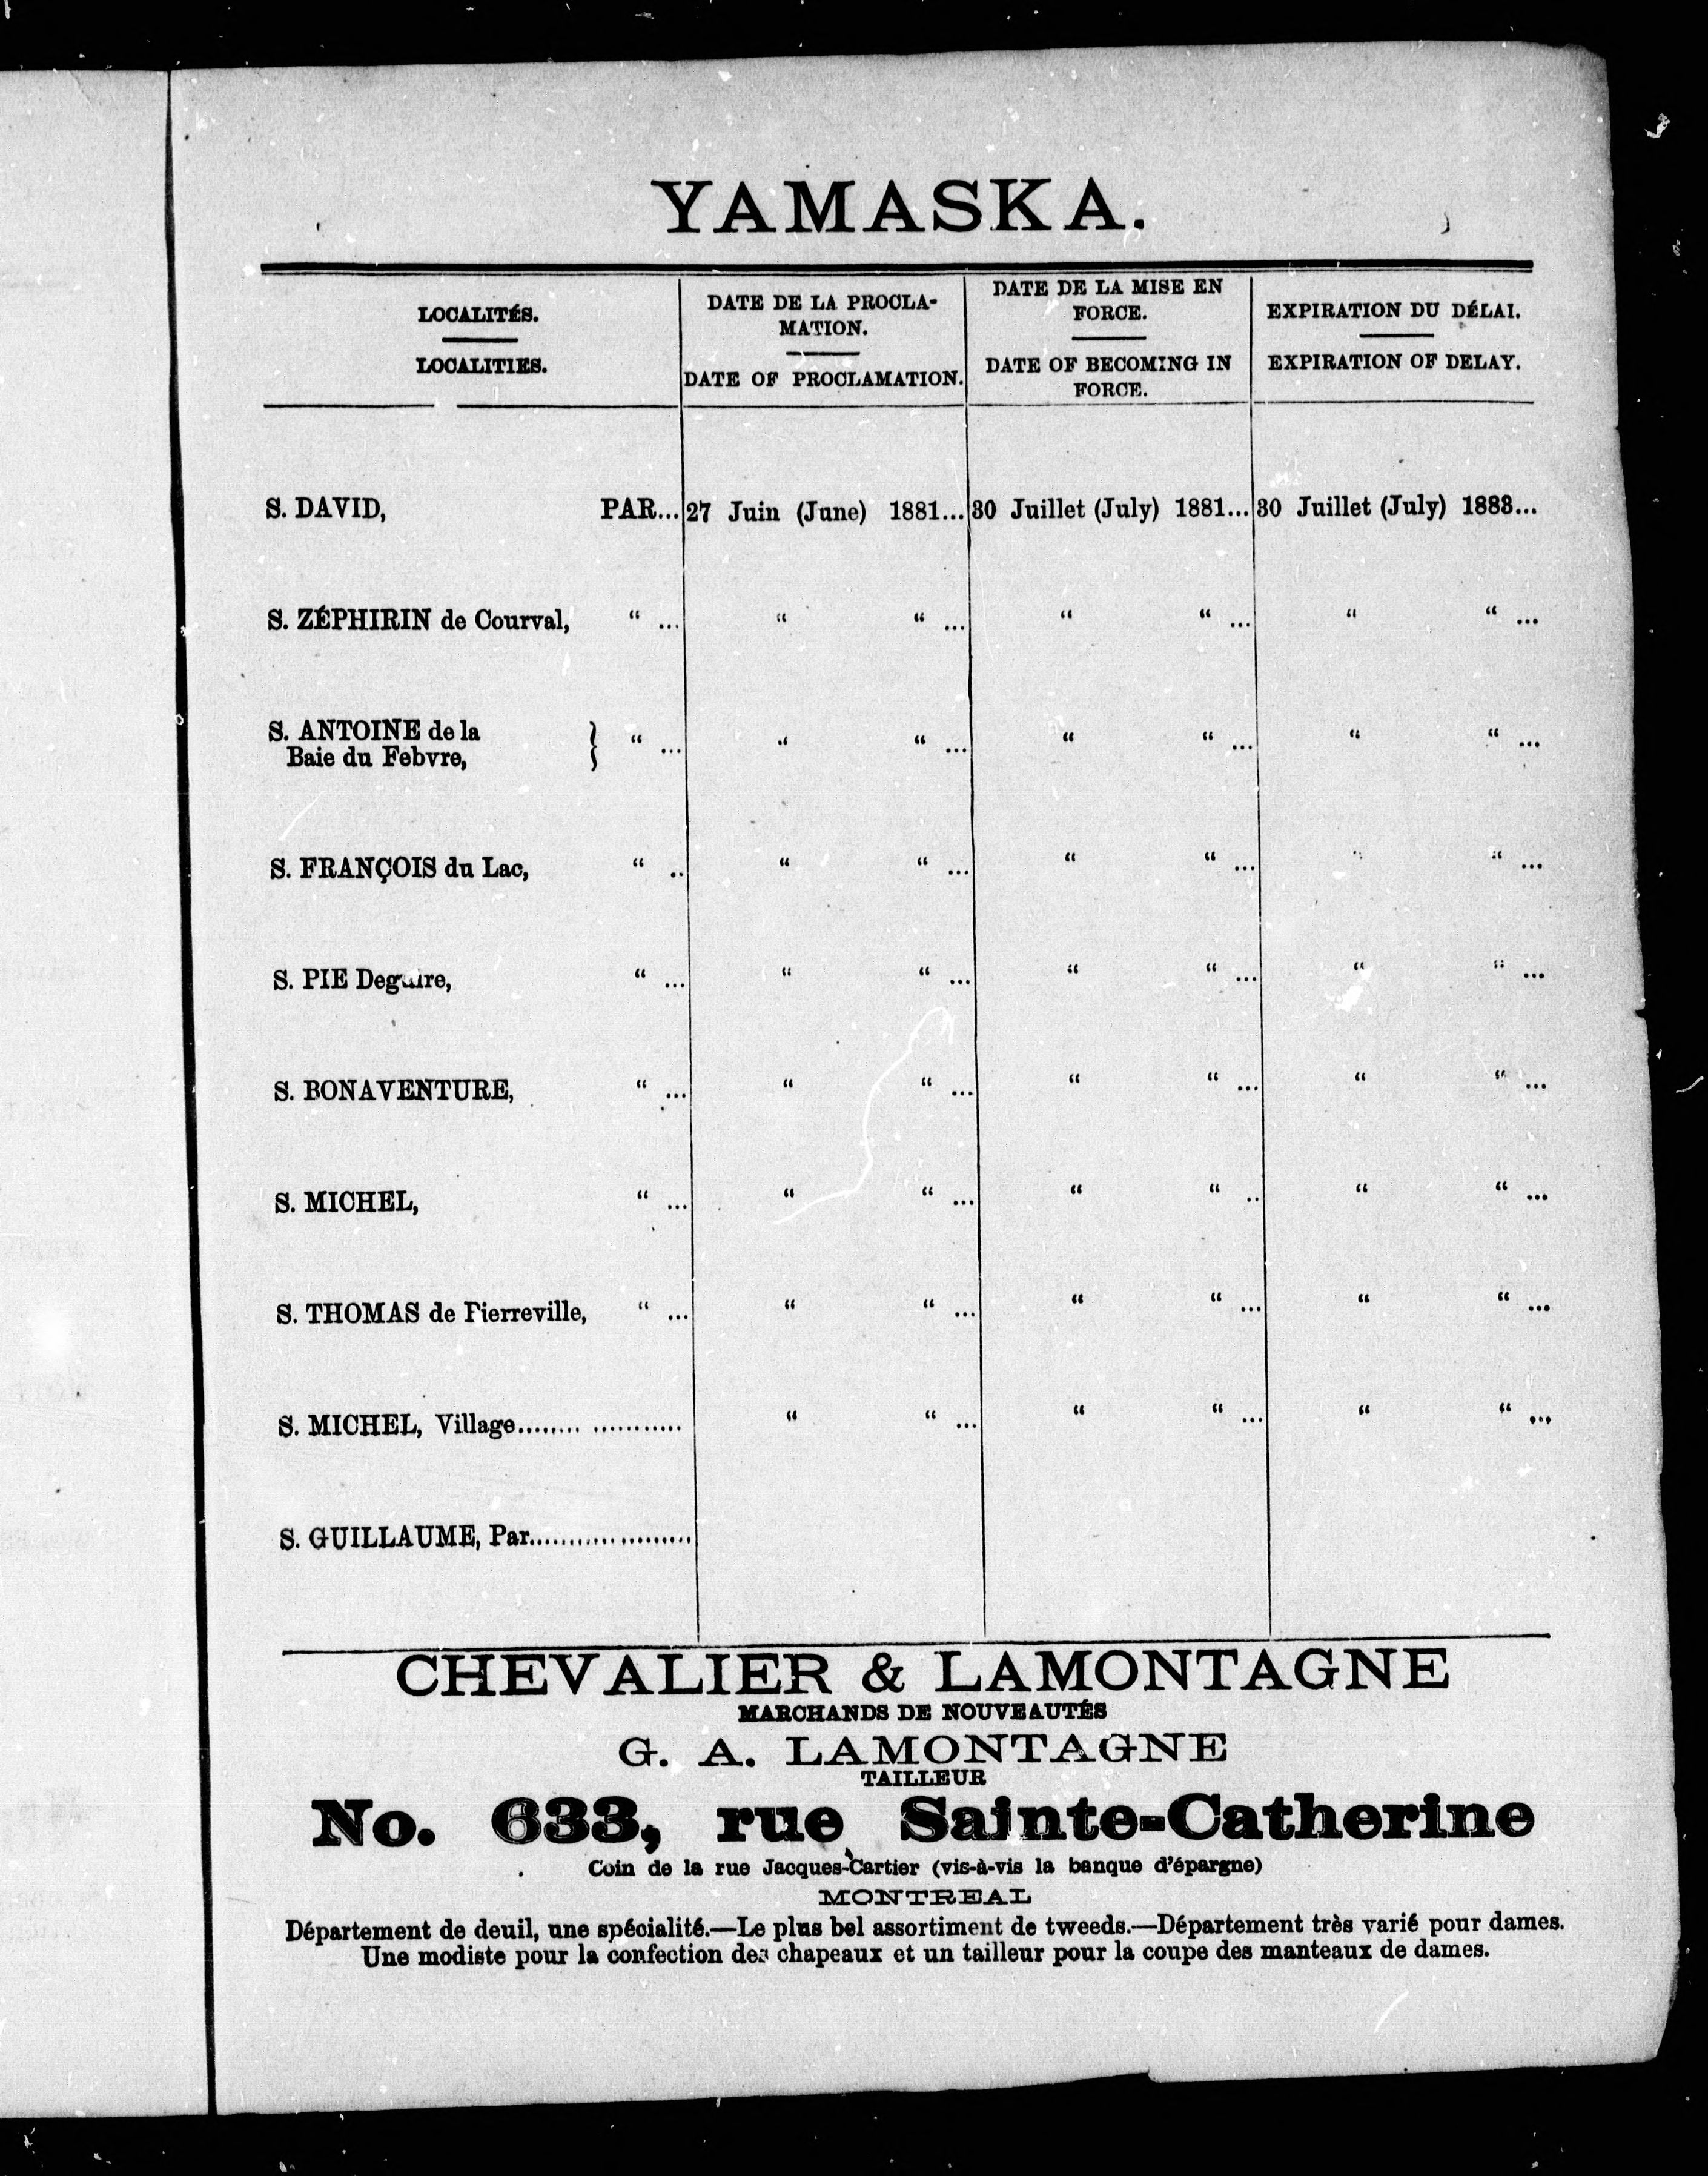 YAMASKA.
LOCALITÉS.
LOCALITIES.
DATE DE LA PROCLA-
MATION.
DATE OF PROCLAMATION.
DATE DE LA MISE EN
FORCE.
DATE OF BECOMING IN
FORCE.
EXPIRATION DU DÉLAI.
EXPIRATION OF DELAY.
S. DAVID, PAR... 27 Juin (June) 1881... 30 Juillet (July) 1881... 30 Juillet (July) 1883...
S. ZÉPHIRIN de Courval, “ ... “ “ ... “ “ ... “ “ ...
S. ANTOINE de la
Baie du Febvre, } “ ... “ “ ... “ “ ... “ “ ...
S. FRANÇOIS du Lac, “ .. “ “ ... “ “ ... “ “ ...
S. PIE Deguire, “ ... “ “ ... “ “ ... “ “ ...
S. BONAVENTURE, “ ... “ “ ... “ “ ... “ “ ...
S. MICHEL, “ ... “ “ ... “ “ .. “ “ ...
S. THOMAS de Pierreville, “ ... “ “ ... “ “ ... “ “ ...
S. MICHEL, Village........ ........... “ “ ... “ “ ... “ “ ...
S. GUILLAUME, Par.....................
CHEVALIER & LAMONTAGNE
MARCHANDS DE NOUVEAUTÉS
G. A. LAMONTAGNE
TAILLEUR
No. 633, rue Sainte-Catherine
Coin de la rue Jacques-Cartier (vis-à-vis la banque d'épargne)
MONTREAL
Département de deuil, une spécialité.—Le plus bel assortiment de tweeds.—Département très varié pour dames.
Une modiste pour la confection des chapeaux et un tailleur pour la coupe des manteaux de dames.